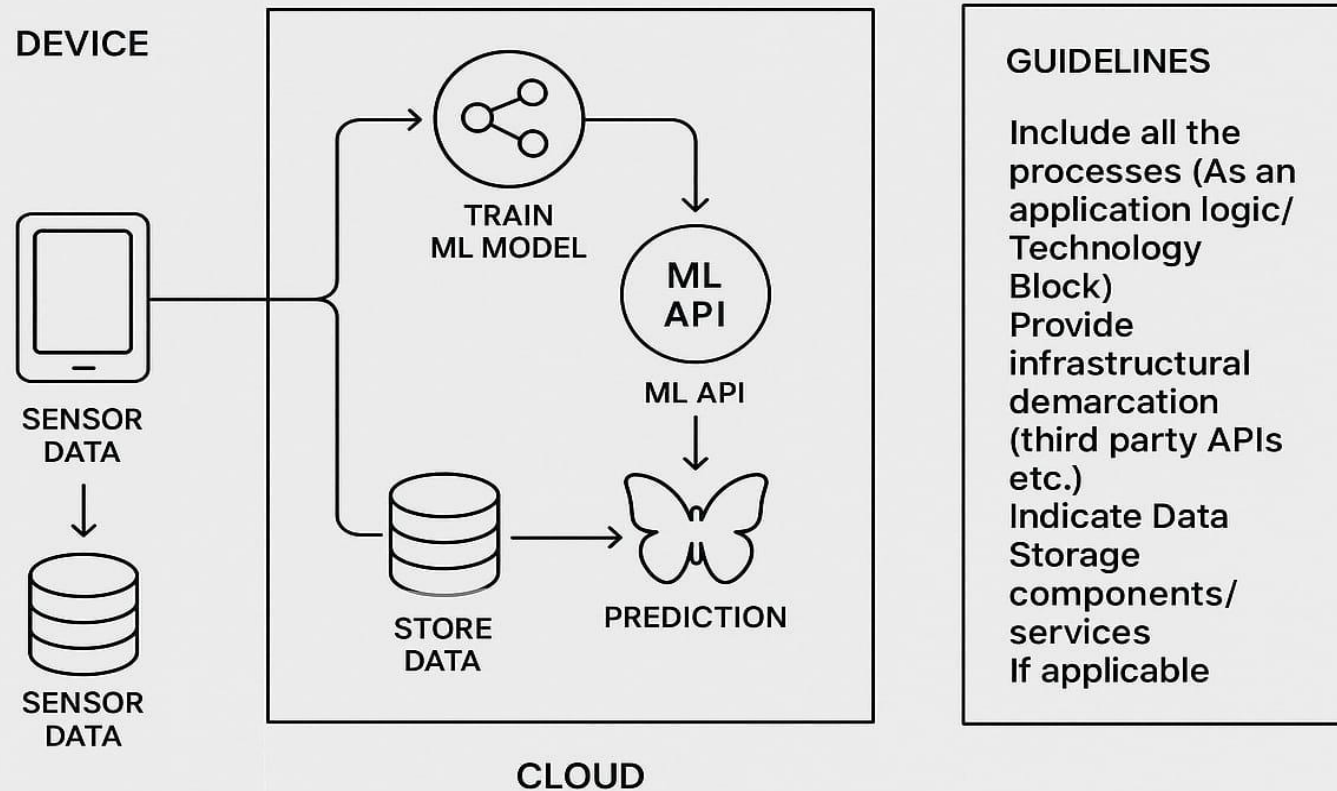 DEVICE
SENSOR
DATA
SENSOR
DATA
TRAIN
ML MODEL
ML
API
ML API
STORE
DATA
PREDICTION
CLOUD
GUIDELINES
Include all the
processes (As an
application logic/
Technology
Block)
Provide
infrastructural
demarcation
(third party APIs
etc.)
Indicate Data
Storage
components/
services
If applicable